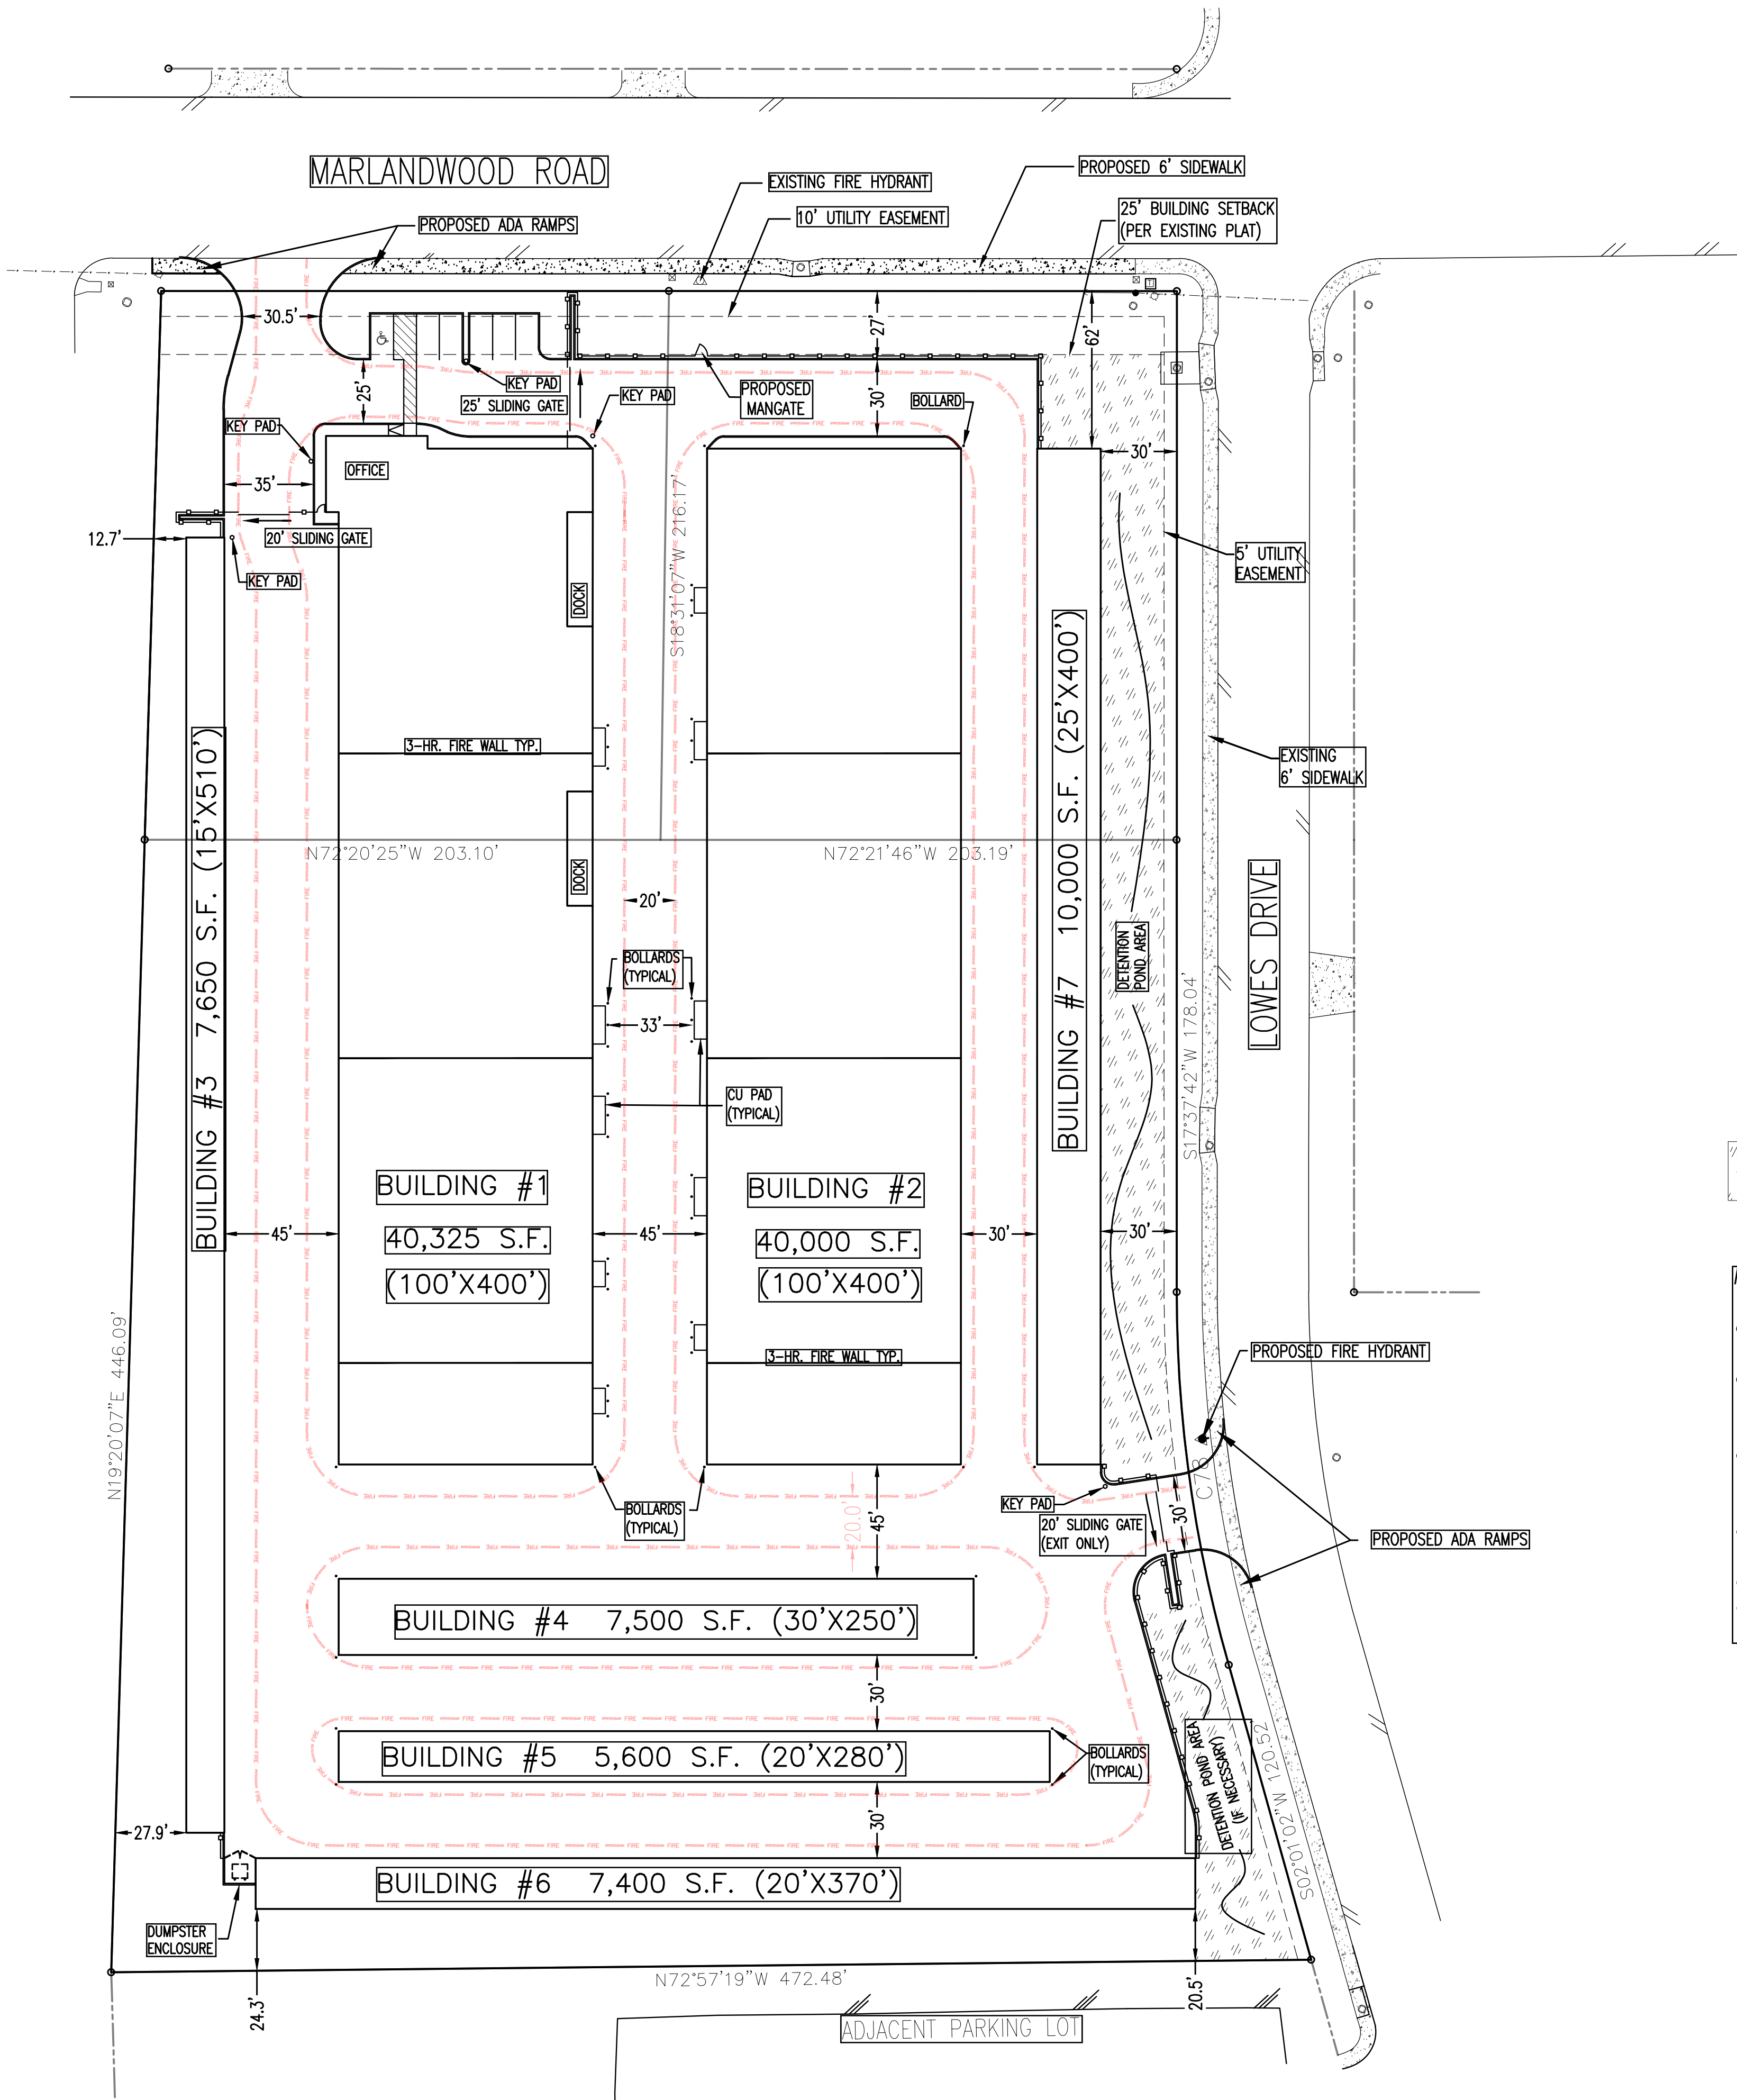 MARLANDWOOD ROAD
PROPOSED ADA RAMPS
EXISTING FIRE HYDRANT
10' UTILITY EASEMENT
PROPOSED 6' SIDEWALK
25' BUILDING SETBACK
(PER EXISTING PLAT)
30.5'
27'
62'
25'
KEY PAD
25' SLIDING GATE
KEY PAD
PROPOSED
MANGATE
30'
BOLLARD
KEY PAD
OFFICE
35'
30'
12.7'
20' SLIDING GATE
KEY PAD
DOCK
S18°31'07"W 216.17'
5' UTILITY
EASEMENT
3-HR. FIRE WALL TYP.
EXISTING
6' SIDEWALK
BUILDING #3 7,650 S.F. (15'X510')
BUILDING #7 10,000 S.F. (25'X400')
N72°20'25"W 203.10'
N72°21'46"W 203.19'
DOCK
20'
LOWES DRIVE
DETENTION
POND AREA
BOLLARDS
(TYPICAL)
33'
S17°37'42"W 178.04'
CU PAD
(TYPICAL)
BUILDING #1
40,325 S.F.
(100'X400')
BUILDING #2
40,000 S.F.
(100'X400')
45'
45'
30'
30'
N19°20'07"E 446.09'
3-HR. FIRE WALL TYP.
PROPOSED FIRE HYDRANT
BOLLARDS
(TYPICAL)
20.0'
45'
KEY PAD
20' SLIDING GATE
(EXIT ONLY)
30'
PROPOSED ADA RAMPS
BUILDING #4 7,500 S.F. (30'X250')
30'
BUILDING #5 5,600 S.F. (20'X280')
BOLLARDS
(TYPICAL)
DETENTION POND AREA
(IF NECESSARY)
S02°01'02"W 120.52'
27.9'
30'
BUILDING #6 7,400 S.F. (20'X370')
DUMPSTER
ENCLOSURE
24.3'
N72°57'19"W 472.48'
20.5'
ADJACENT PARKING LOT